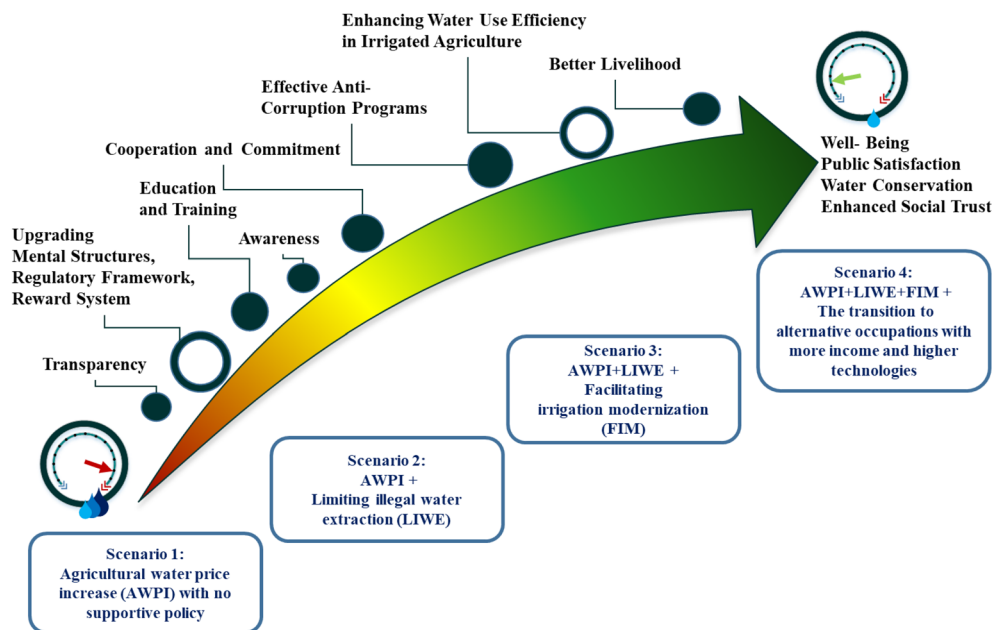 Enhancing Water Use Efficiency
in Irrigated Agriculture
Better Livelihood
Effective Anti-
Corruption Programs
Cooperation and Commitment
Education
and Training
Awareness
Upgrading
Mental Structures,
Regulatory Framework,
Reward System
Transparency
Well- Being
Public Satisfaction
Water Conservation
Enhanced Social Trust
Scenario 1:
Agricultural water price
increase (AWPI) with no
supportive policy
Scenario 2:
AWPI +
Limiting illegal water
extraction (LIWE)
Scenario 3:
AWPI+LIWE +
Facilitating
irrigation modernization
(FIM)
Scenario 4:
AWPI+LIWE+FIM +
The transition to
alternative occupations with
more income and higher
technologies